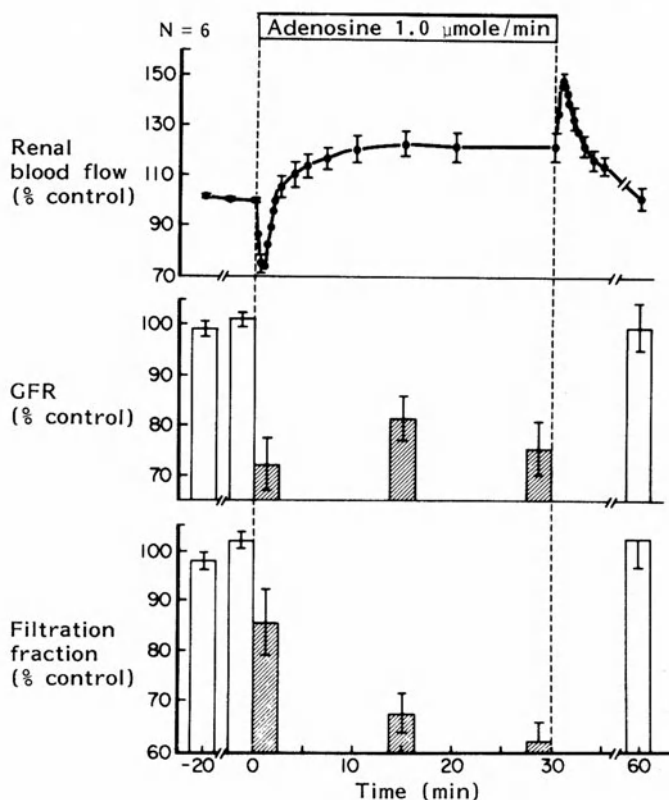 N = 6
Adenosine 1.0 μmole/min
150
130
110
90
70
Renal
blood flow
(% control)
100
90
80
70
GFR
(% control)
100
90
80
70
60
Filtration
fraction
(% control)
-20
0
10
20
30
60
Time (min)